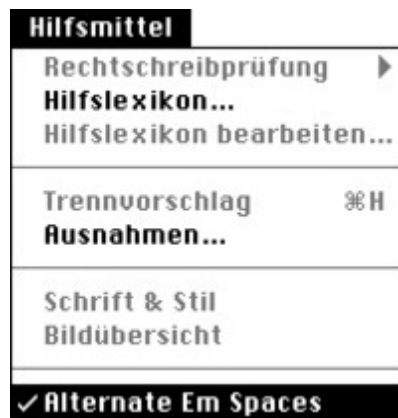 Hilfsmittel
Rechtschreibprüfung ▶
Hilfslexikon...
Hilfslexikon bearbeiten...
Trennvorschlag ⌘H
Ausnahmen...
Schrift & Stil
Bildübersicht
✓ Alternate Em Spaces